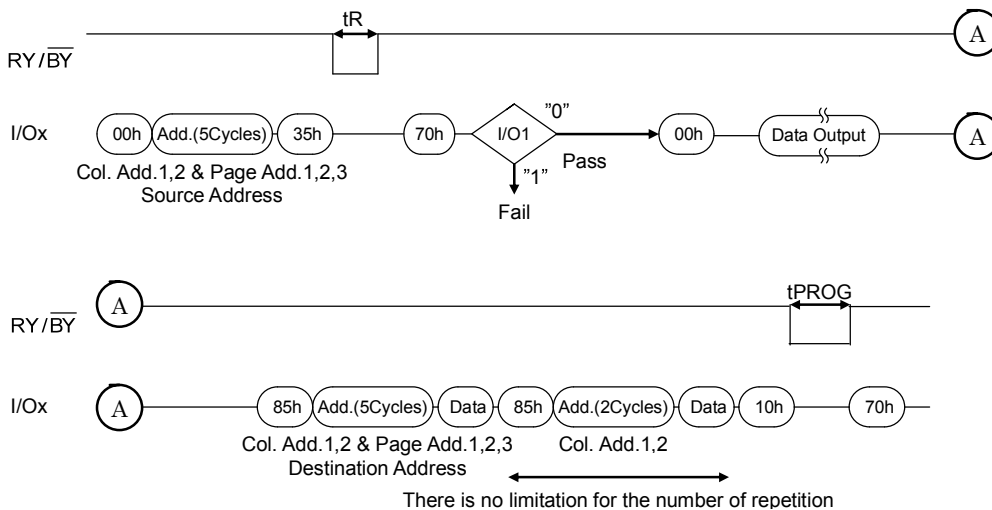 tR
A
RY/BY
I/Ox 00h Add.(5Cycles) 35h 70h I/O1 "0" 00h Data Output A
Pass
"1"
Col. Add.1,2 & Page Add.1,2,3
Source Address
Fail
A tPROG
RY/BY
I/Ox A 85h Add.(5Cycles) Data 85h Add.(2Cycles) Data 10h 70h
Col. Add.1,2 & Page Add.1,2,3 Col. Add.1,2
Destination Address
There is no limitation for the number of repetition